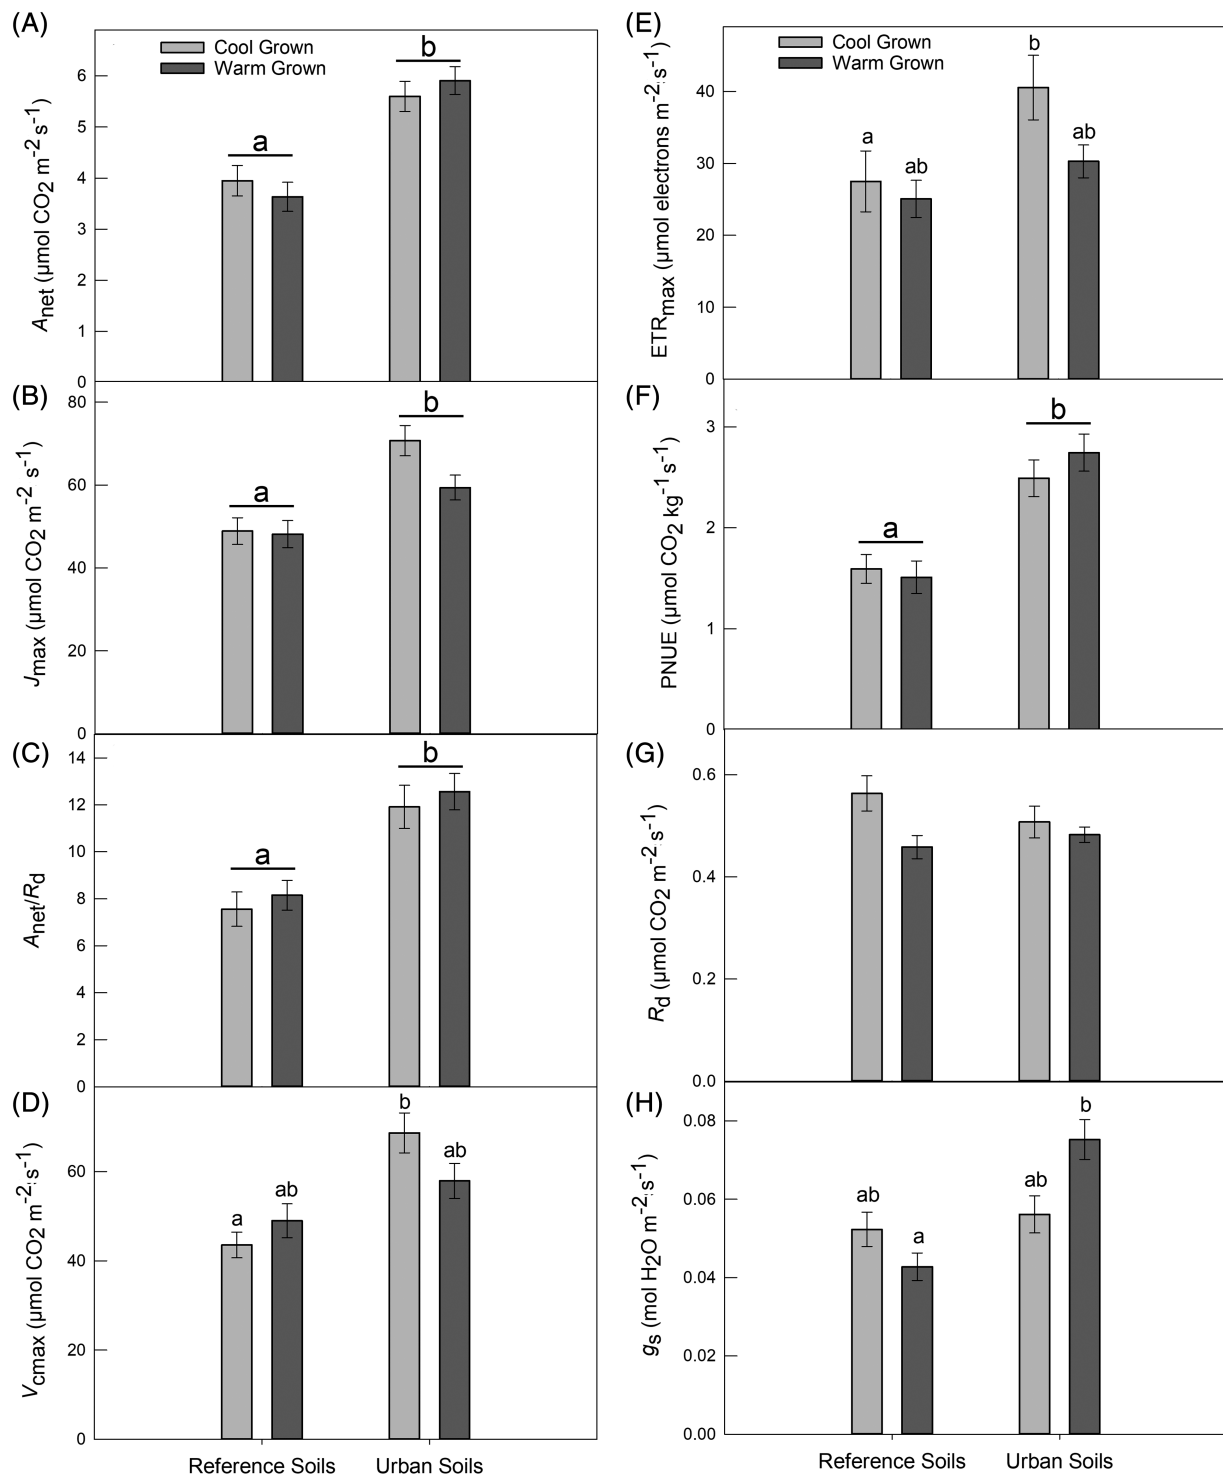 (A)
Cool Grown
Warm Grown
a
b
6
5
4
3
2
1
0
Anet (µmol CO2 m-2 s-1)
(B)
a
b
80
60
40
20
0
Jmax (µmol CO2 m-2 s-1)
(C)
a
b
14
12
10
8
6
4
2
0
Anet/Rd
(D)
a
ab
b
ab
60
40
20
0
Vcmax (µmol CO2 m-2 s-1)
Reference Soils
Urban Soils
(E)
Cool Grown
Warm Grown
a
ab
b
ab
40
30
20
10
0
ETRmax (µmol electrons m-2 s-1)
(F)
a
b
3
2
1
0
PNUE (µmol CO2 kg-1 s-1)
(G)
0.6
0.4
0.2
0.0
Rd (µmol CO2 m-2 s-1)
(H)
ab
a
ab
b
0.08
0.06
0.04
0.02
0.00
gs (mol H2O m-2 s-1)
Reference Soils
Urban Soils